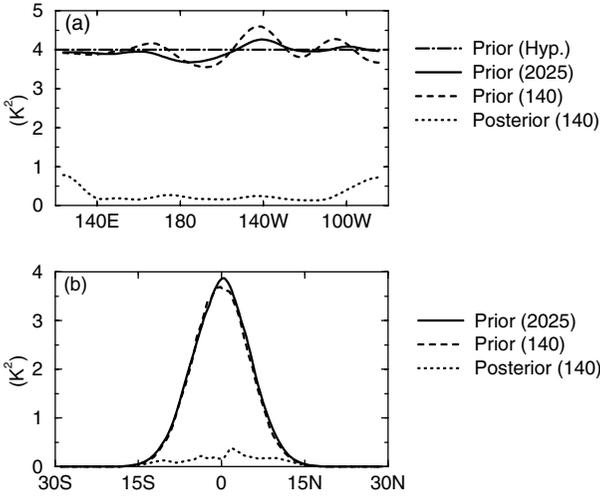 (a)
5
4
3
2
1
0
(K²)
140E 180 140W 100W
Prior (Hyp.)
Prior (2025)
Prior (140)
Posterior (140)
(b)
4
3
2
1
0
(K²)
30S 15S 0 15N 30N
Prior (2025)
Prior (140)
Posterior (140)